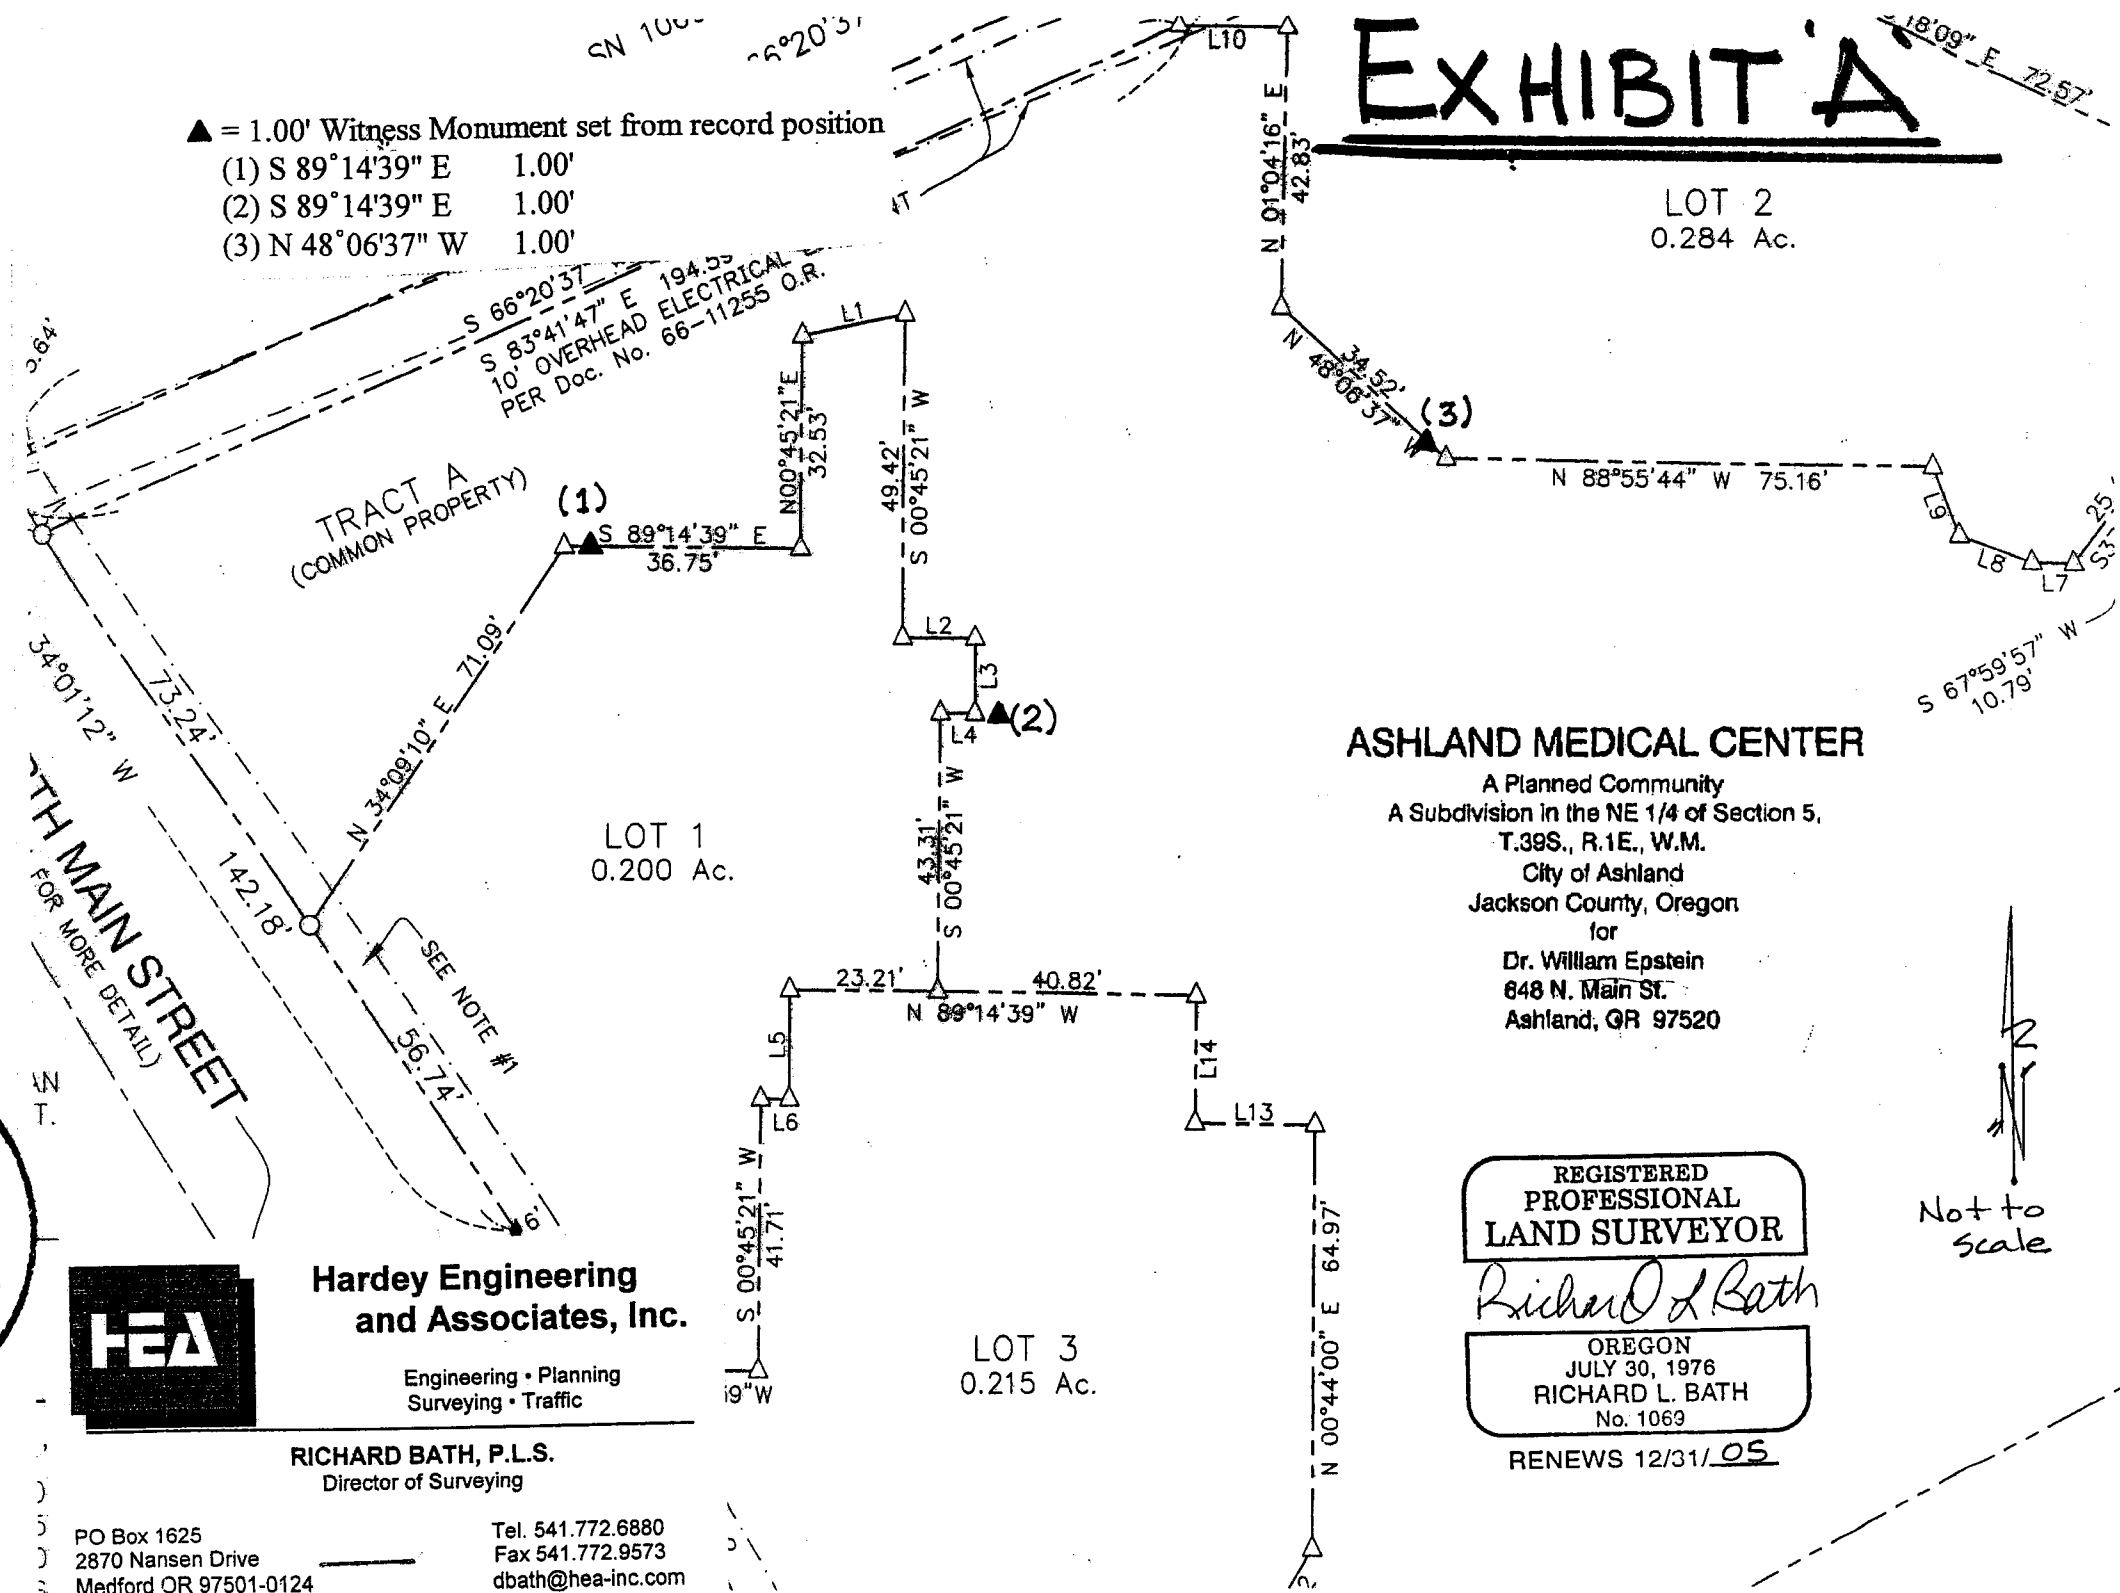 EXHIBIT 'A'
▲ = 1.00' Witness Monument set from record position
(1) S 89°14'39" E 1.00'
(2) S 89°14'39" E 1.00'
(3) N 48°06'37" W 1.00'
66°20'37
S 66°20'37
S 83°41'47" E 194.59
10' OVERHEAD ELECTRICAL
PER Doc. No. 66-11255 O.R.
L10
N 01°04'16" E
42.83'
18'09" E 72.57'
LOT 2
0.284 Ac.
34.52'
N 48°06'37" W
(3)
N 88°55'44" W 75.16'
L9
L8
L7
S 67°59'57" W
10.79'
L1
N00°45'21"E
32.53'
49.42'
S 00°45'21" W
TRACT A
(COMMON PROPERTY)
(1)
S 89°14'39" E
36.75'
L2
L3
L4
(2)
N 34°09'10" E 71.09'
34°01'12" W
73.24'
142.18'
LOT 1
0.200 Ac.
43.31'
S 00°45'21" W
TH MAIN STREET
FOR MORE DETAIL)
SEE NOTE #1
56.74'
6'
23.21'
40.82'
N 89°14'39" W
L5
L6
L14
L13
S 00°45'21" W
41.71'
9"W
N 00°44'00" E 64.97'
LOT 3
0.215 Ac.
ASHLAND MEDICAL CENTER
A Planned Community
A Subdivision in the NE 1/4 of Section 5,
T.39S., R.1E., W.M.
City of Ashland
Jackson County, Oregon
for
Dr. William Epstein
648 N. Main St.
Ashland, OR 97520
N
Not to
scale
REGISTERED
PROFESSIONAL
LAND SURVEYOR
Richard L Bath
OREGON
JULY 30, 1976
RICHARD L. BATH
No. 1069
RENEWS 12/31/05
HEA
Hardey Engineering
and Associates, Inc.
Engineering • Planning
Surveying • Traffic
RICHARD BATH, P.L.S.
Director of Surveying
PO Box 1625
2870 Nansen Drive
Medford OR 97501-0124
Tel. 541.772.6880
Fax 541.772.9573
dbath@hea-inc.com